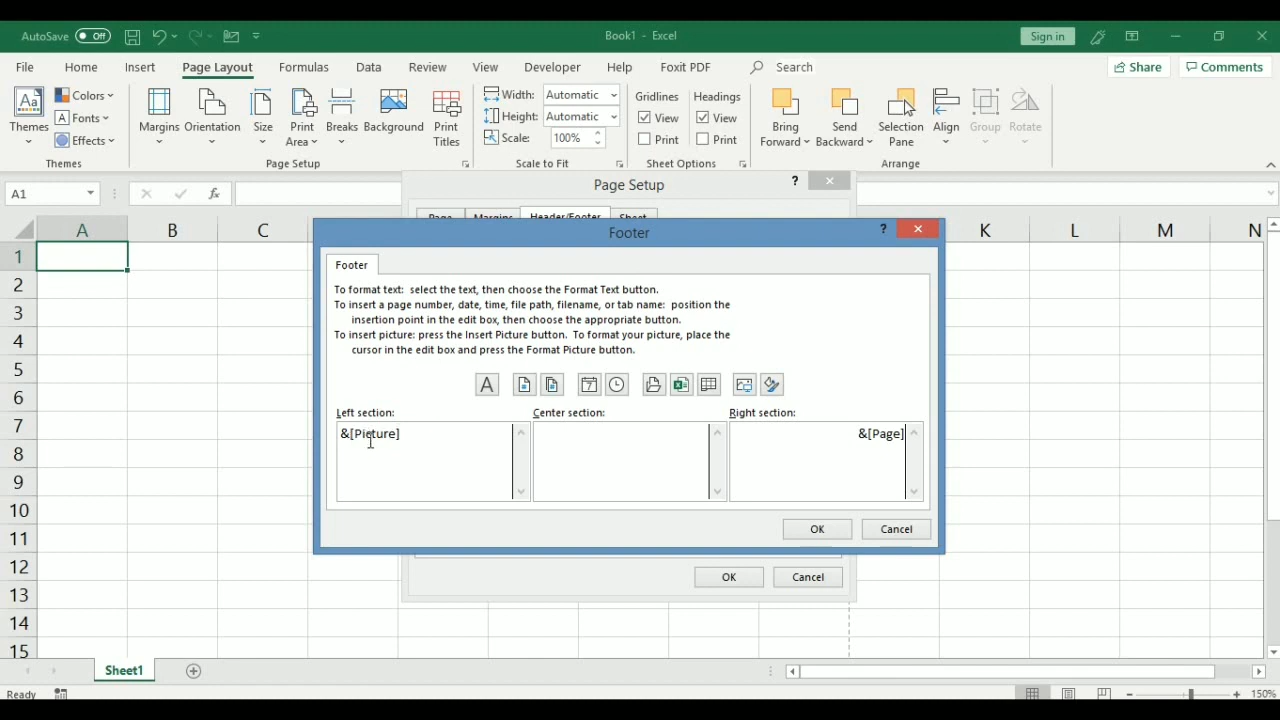 AutoSave Off Book1 - Excel Sign in
File Home Insert Page Layout Formulas Data Review View Developer Help Foxit PDF Search Share Comments
Themes Colors Fonts Effects
Margins Orientation Size Print Area Breaks Background Print Titles
Width: Automatic
Height: Automatic
Scale: 100%
Gridlines Headings
View View
Print Print
Bring Forward Send Backward Selection Pane Align Group Rotate
Themes Page Setup Scale to Fit Sheet Options Arrange
A1 fx
Page Setup ?
Page Margins Header/Footer Sheet
A B C K L M N
Footer ?
Footer
To format text: select the text, then choose the Format Text button.
To insert a page number, date, time, file path, filename, or tab name: position the
insertion point in the edit box, then choose the appropriate button.
To insert picture: press the Insert Picture button. To format your picture, place the
cursor in the edit box and press the Format Picture button.
A 7
Left section: Center section: Right section:
&[Picture] &[Page]
OK Cancel
OK Cancel
1
2
3
4
5
6
7
8
9
10
11
12
13
14
15
Sheet1
Ready 150%